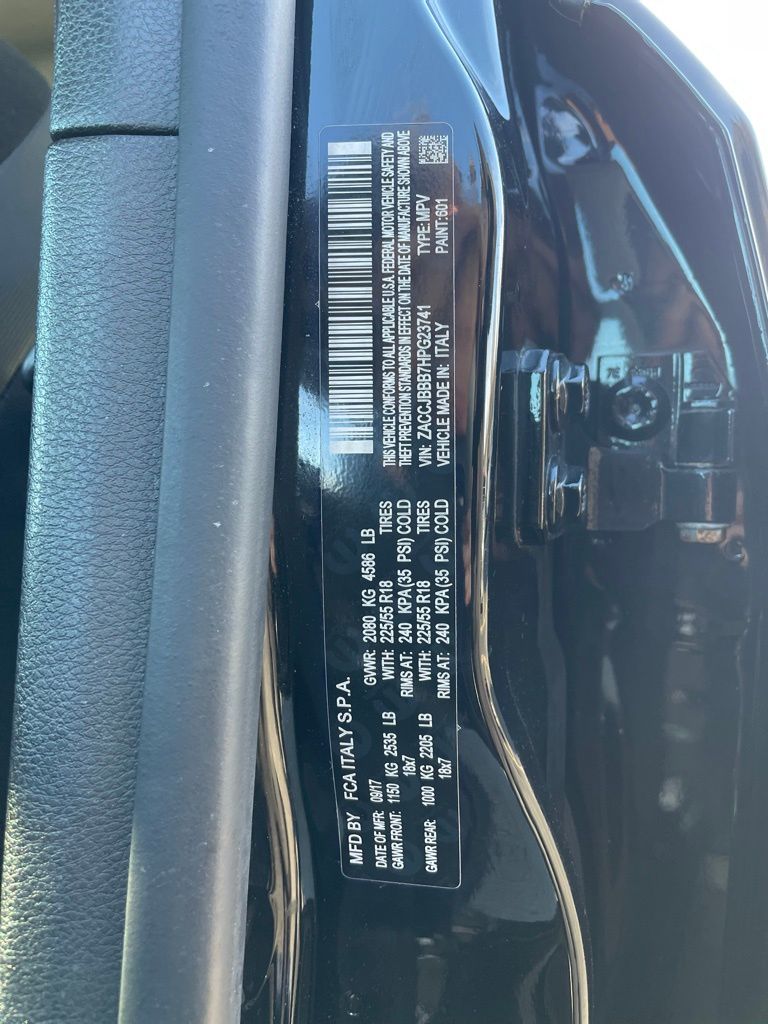 MFD BY FCA ITALY S.P.A.
DATE OF MFR: 09/17 GVWR: 2080 KG 4586 LB
GAWR FRONT: 1150 KG 2535 LB WITH: 225/55 R18 TIRES
18x7 RIMS AT: 240 KPA(35 PSI) COLD
GAWR REAR: 1000 KG 2205 LB WITH: 225/55 R18 TIRES
18x7 RIMS AT: 240 KPA(35 PSI) COLD
THIS VEHICLE CONFORMS TO ALL APPLICABLE U.S.A. FEDERAL MOTOR VEHICLE SAFETY AND
THEFT PREVENTION STANDARDS IN EFFECT ON THE DATE OF MANUFACTURE SHOWN ABOVE
VIN: ZACCJBBB7HPG23741 TYPE: MPV
VEHICLE MADE IN: ITALY PAINT:601